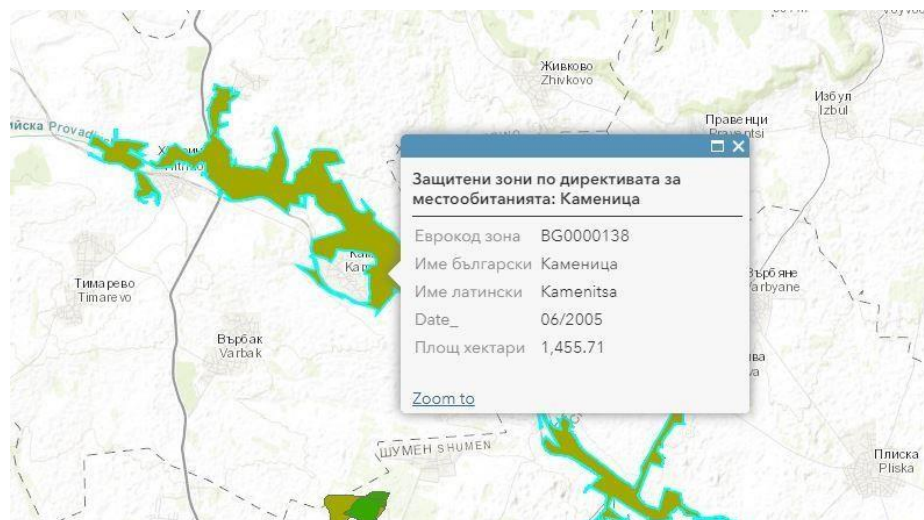 Живково
Zhivkovo
Избул
Izbul
Правенци
Provad
Защитени зони по директивата за
местообитанията: Каменица
Еврокод зона BG0000138
Име български Каменица
Име латински Kamenitsa
Date_ 06/2005
Площ хектари 1,455.71
Zoom to
Тимарево
Timarevo
Върбак
Varbak
Върбяне
ШУМЕН SHUMEN
Плиска
Pliska